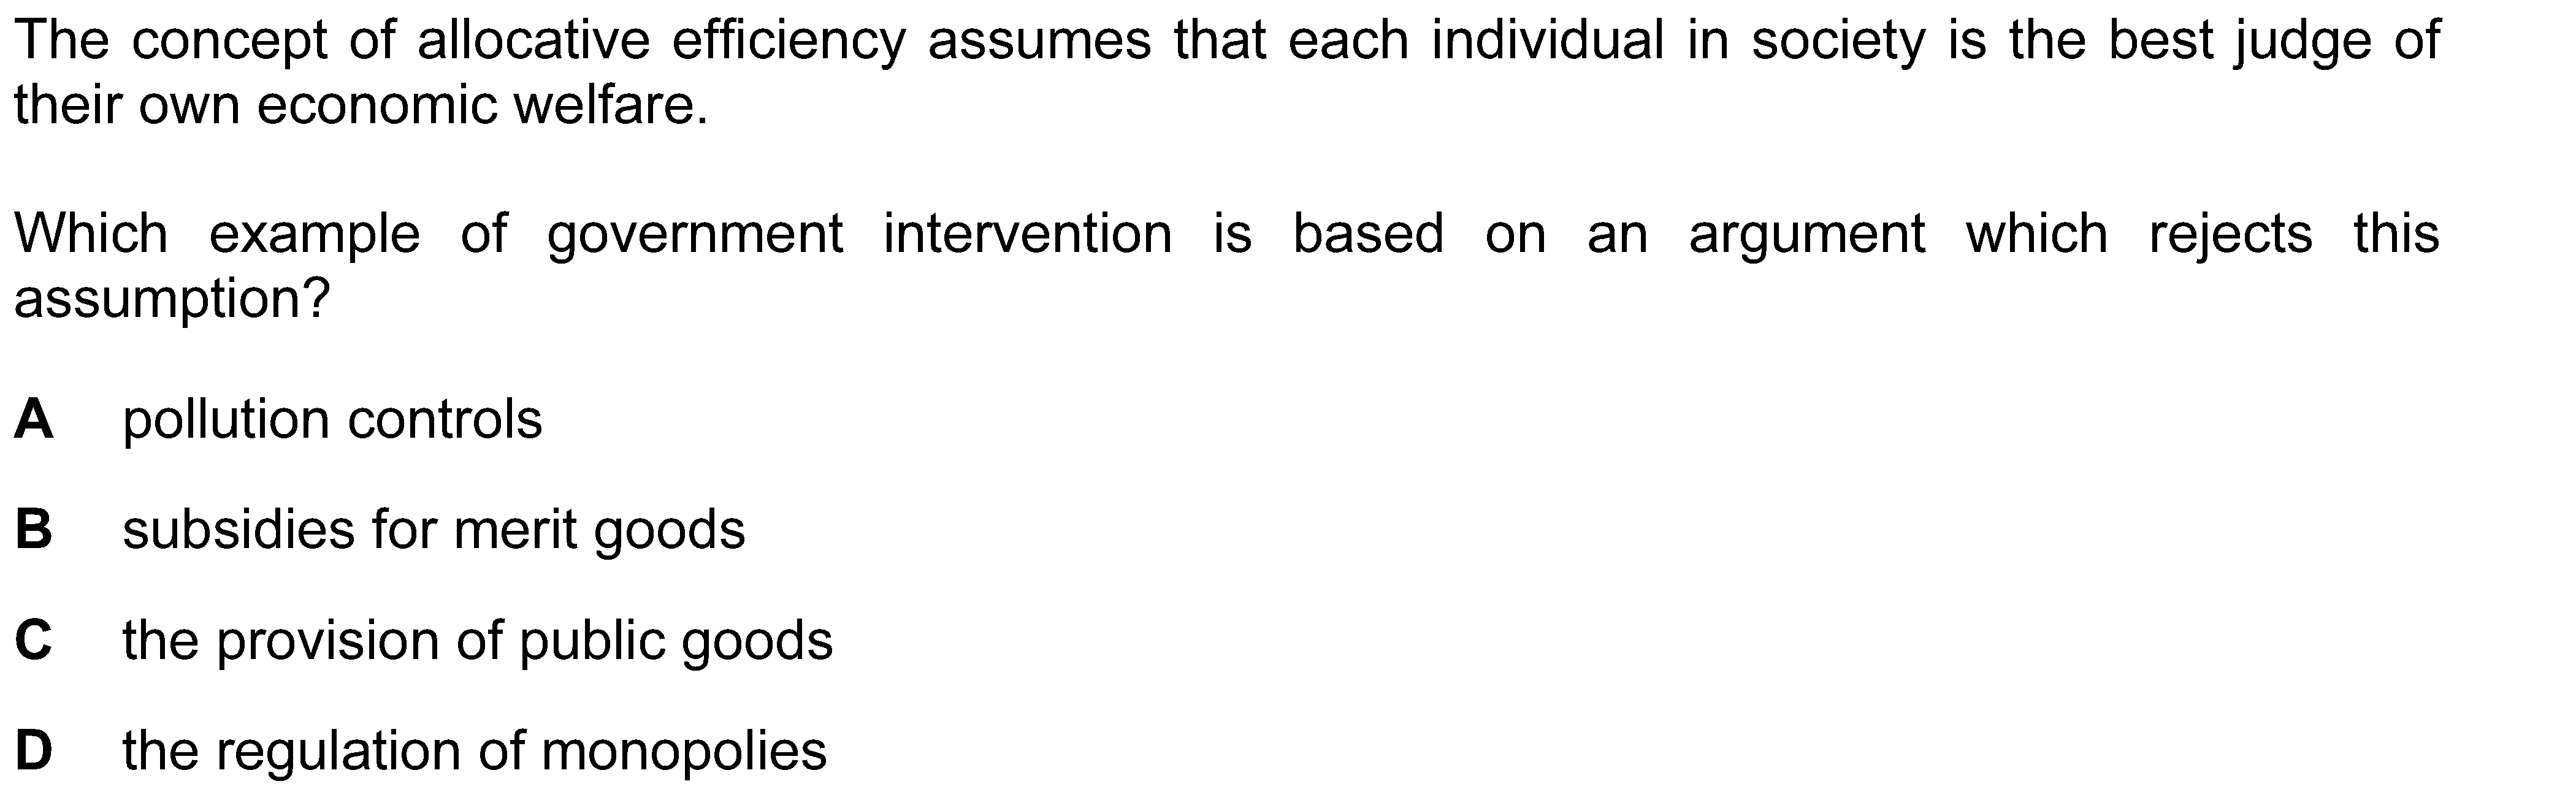 The concept of allocative efficiency assumes that each individual in society is the best judge of
their own economic welfare.
Which example of government intervention is based on an argument which rejects this
assumption?
A pollution controls
B subsidies for merit goods
C the provision of public goods
D the regulation of monopolies